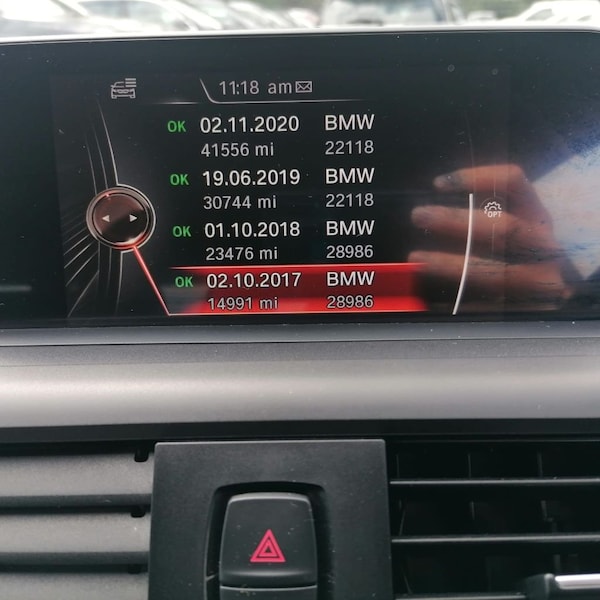 11:18 am
OK 02.11.2020 BMW
41556 mi 22118
OK 19.06.2019 BMW
30744 mi 22118
OK 01.10.2018 BMW
23476 mi 28986
OK 02.10.2017 BMW
14991 mi 28986
OPT